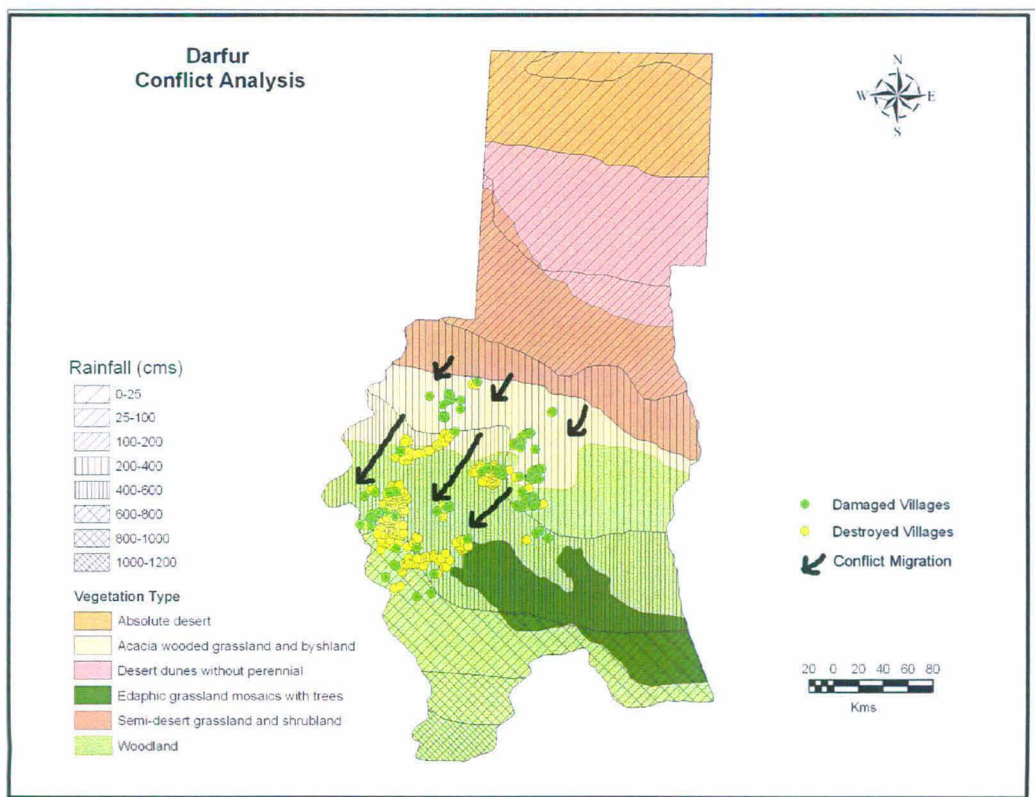 Darfur
Conflict Analysis
N
W E
S
Rainfall (cms)
0-25
25-100
100-200
200-400
400-600
600-800
800-1000
1000-1200
Vegetation Type
Absolute desert
Acacia wooded grassland and byshland
Desert dunes without perennial
Edaphic grassland mosaics with trees
Semi-desert grassland and shrubland
Woodland
Damaged Villages
Destroyed Villages
Conflict Migration
20 0 20 40 60 80
Kms